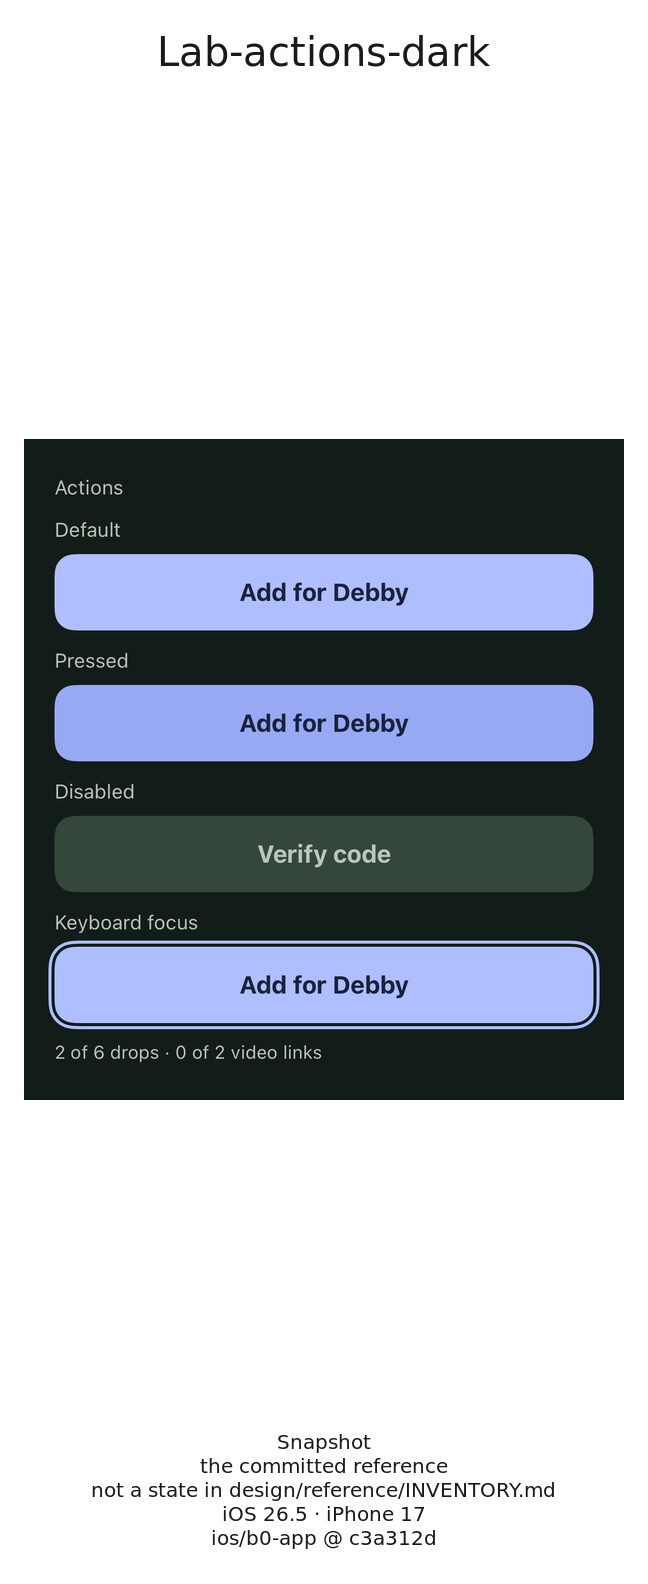 Lab-actions-dark
Actions
Default
Add for Debby
Pressed
Add for Debby
Disabled
Verify code
Keyboard focus
Add for Debby
2 of 6 drops · 0 of 2 video links
Snapshot
the committed reference
not a state in design/reference/INVENTORY.md
iOS 26.5 · iPhone 17
ios/b0-app @ c3a312d